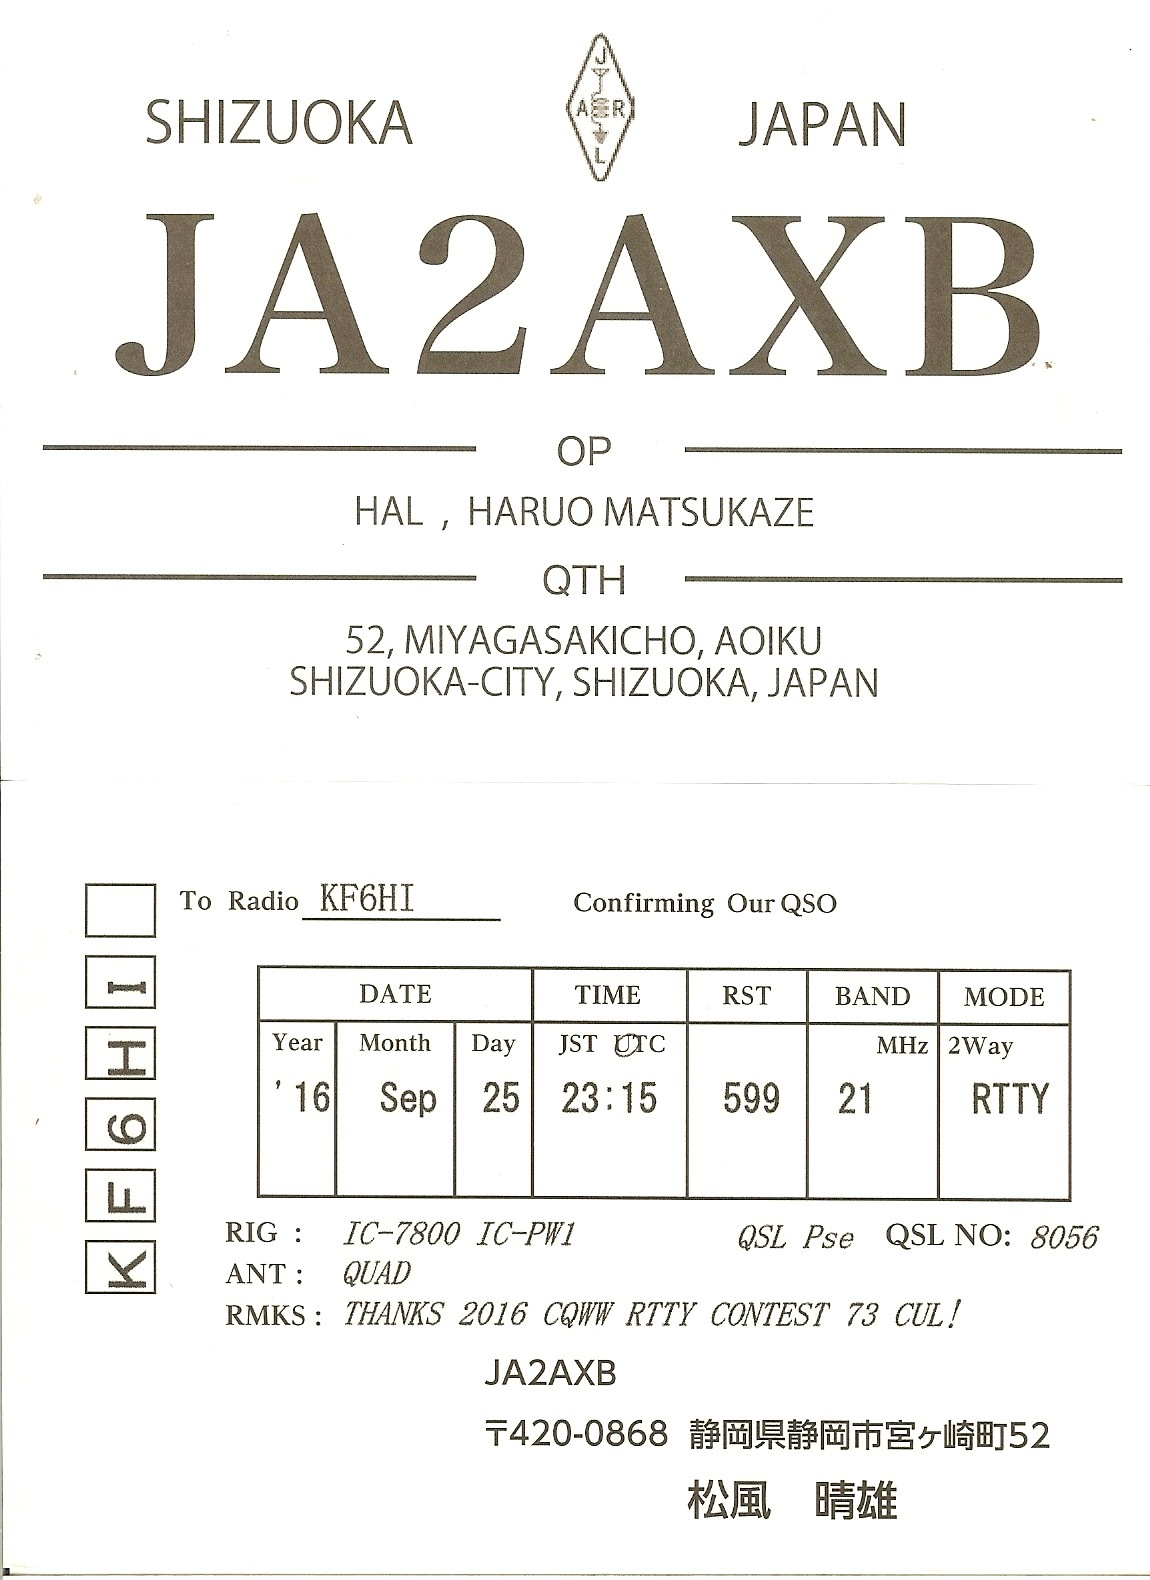 J
A R
L
SHIZUOKA JAPAN
JA2AXB
OP
HAL , HARUO MATSUKAZE
QTH
52, MIYAGASAKICHO, AOIKU
SHIZUOKA-CITY, SHIZUOKA, JAPAN
To Radio KF6HI Confirming Our QSO
KF6HI
DATE TIME RST BAND MODE
Year Month Day JST UTC MHz 2Way
'16 Sep 25 23:15 599 21 RTTY
RIG : IC-7800 IC-PW1 QSL Pse QSL NO: 8056
ANT : QUAD
RMKS : THANKS 2016 CQWW RTTY CONTEST 73 CUL!
JA2AXB
〒420-0868 静岡県静岡市宮ヶ崎町52
松風 晴雄